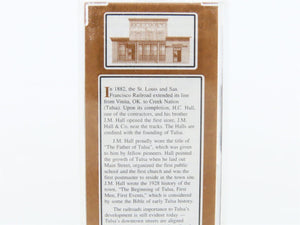 In 1882, the St. Louis and San
Francisco Railroad extended its line
from Vinita, OK. to Creek Nation
(Tulsa). Upon its completion, H.C. Hall,
one of the contractors, and his brother
J.M. Hall opened the first store, J.M.
Hall & Co. near the tracks. The Halls are
credited with the founding of Tulsa.
J.M. Hall proudly wore the title of
"The Father of Tulsa", which was given
to him by fellow pioneers. Hall pointed
the growth of Tulsa when he laid out
Main Street, organized the first public
school and the first church and was the
first postmaster to reside at the town site.
J.M. Hall wrote the 1928 history of the
town, "The Beginning of Tulsa, First
Men, First Events," which is considered
by some the Bible of early Tulsa history.
The railroads importance to Tulsa's
development is still evident today —
Tulsa's downtown streets are aligned